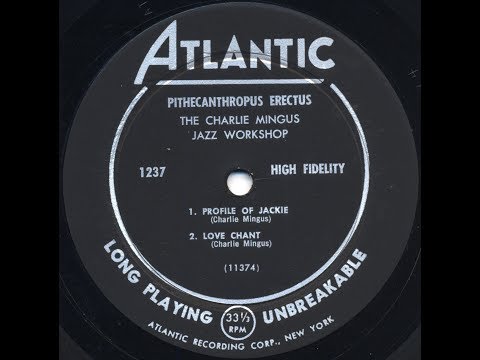 ATLANTIC
PITHECANTHROPUS ERECTUS
THE CHARLIE MINGUS
JAZZ WORKSHOP
1237 HIGH FIDELITY
1. PROFILE OF JACKIE
(Charlie Mingus)
2. LOVE CHANT
(Charlie Mingus)
(11374)
LONG PLAYING 33⅓ RPM UNBREAKABLE
ATLANTIC RECORDING CORP., NEW YORK